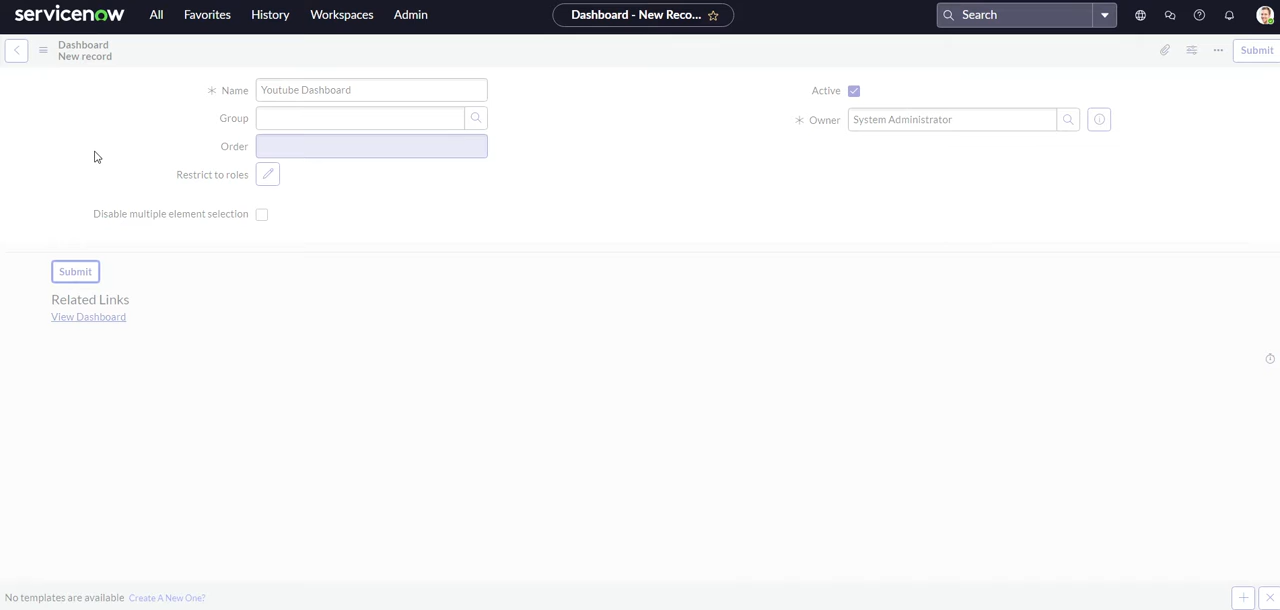 servicenow All Favorites History Workspaces Admin Dashboard - New Reco... Search
Dashboard
New record
Submit
* Name Youtube Dashboard
Active
Group
* Owner System Administrator
Order
Restrict to roles
Disable multiple element selection
Submit
Related Links
View Dashboard
No templates are available Create A New One?